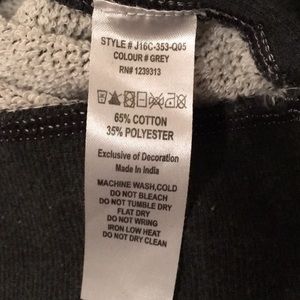 STYLE # J16C-353-Q05
COLOUR # GREY
RN# 1239313
65% COTTON
35% POLYESTER
Exclusive of Decoration
Made In India
MACHINE WASH,COLD
DO NOT BLEACH
DO NOT TUMBLE DRY
FLAT DRY
DO NOT WRING
IRON LOW HEAT
DO NOT DRY CLEAN